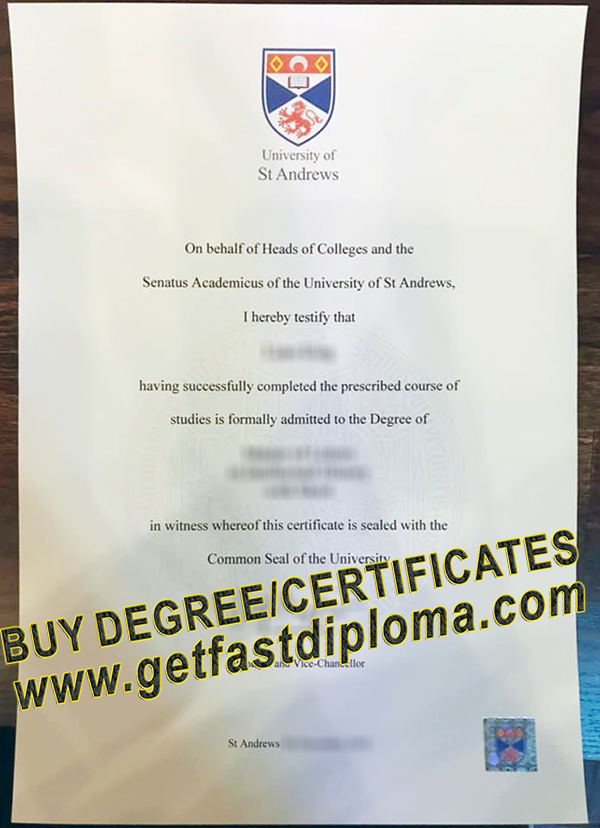 University of
St Andrews
On behalf of Heads of Colleges and the
Senatus Academicus of the University of St Andrews,
I hereby testify that
having successfully completed the prescribed course of
studies is formally admitted to the Degree of
in witness whereof this certificate is sealed with the
Common Seal of the University
BUY DEGREE/CERTIFICATES
www.getfastdiploma.com
and Vice-Chancellor
St Andrews